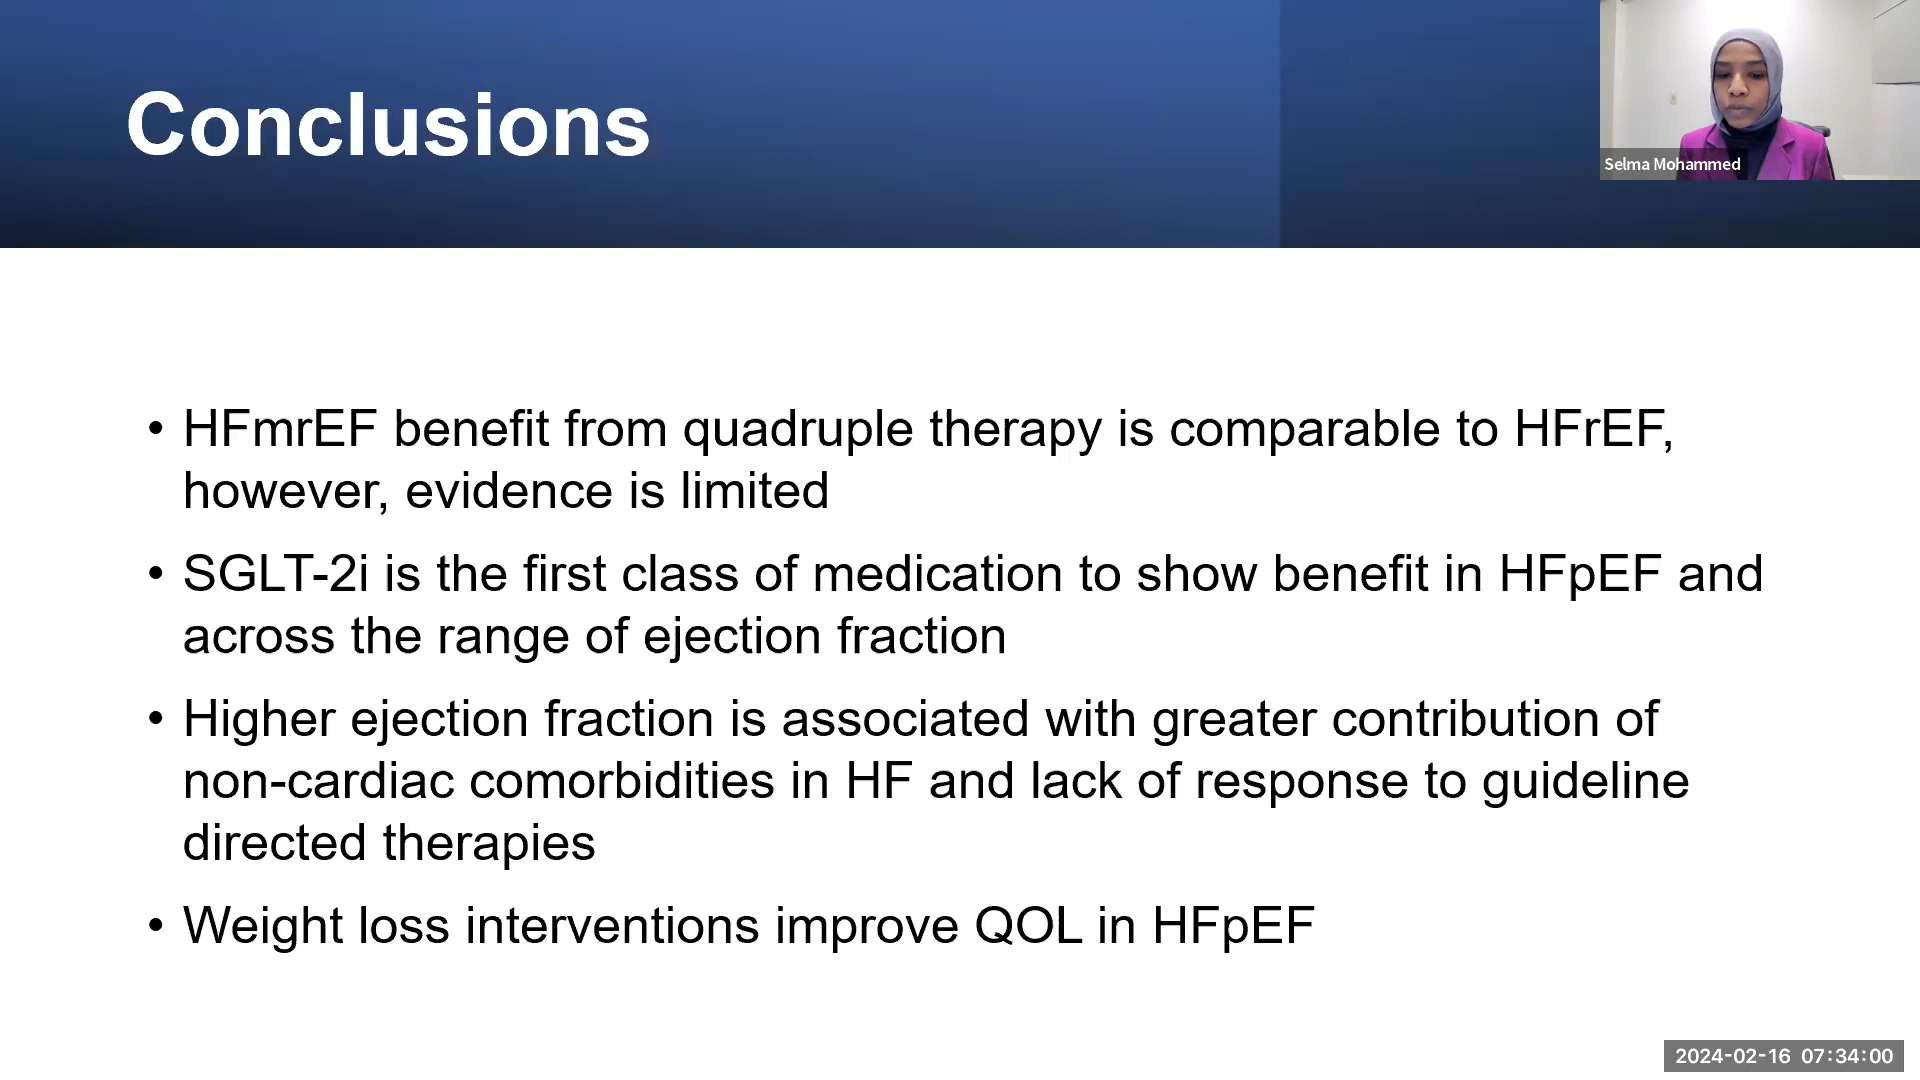 Conclusions
Selma Mohammed
• HFmrEF benefit from quadruple therapy is comparable to HFrEF,
however, evidence is limited
• SGLT-2i is the first class of medication to show benefit in HFpEF and
across the range of ejection fraction
• Higher ejection fraction is associated with greater contribution of
non-cardiac comorbidities in HF and lack of response to guideline
directed therapies
• Weight loss interventions improve QOL in HFpEF
2024-02-16 07:34:00